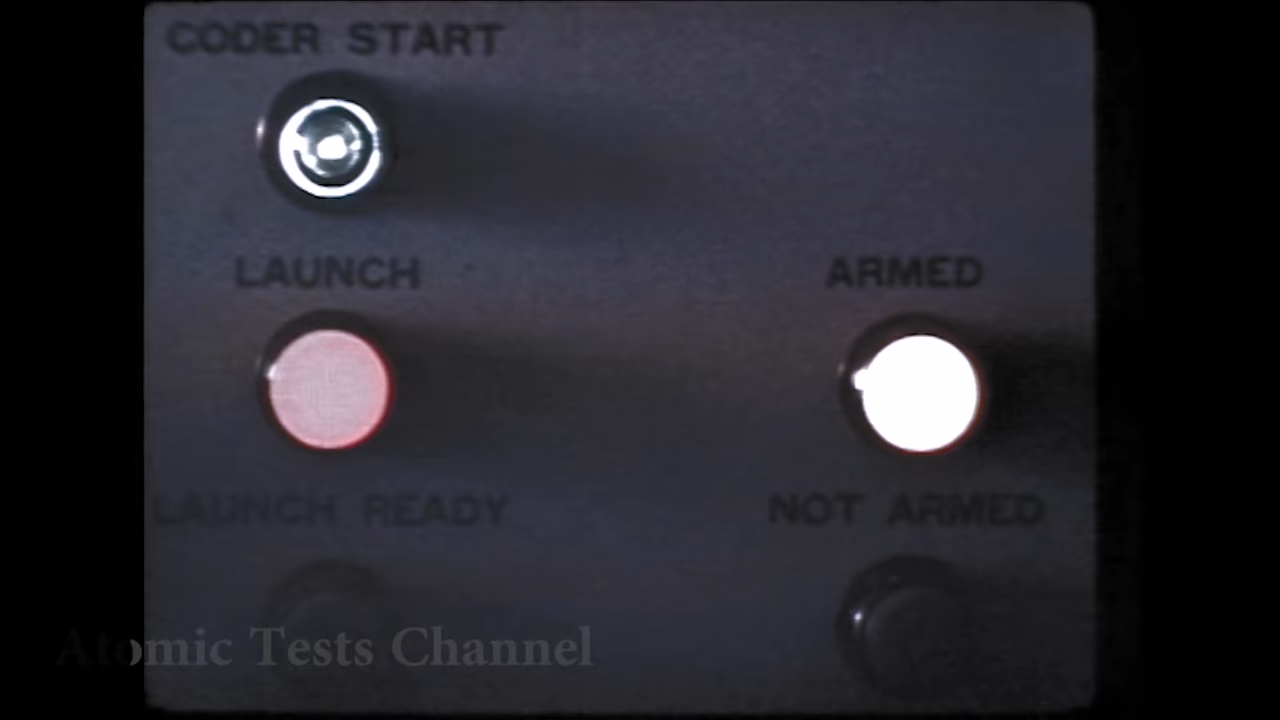 CODER START
LAUNCH
ARMED
LAUNCH READY
NOT ARMED
Atomic Tests Channel